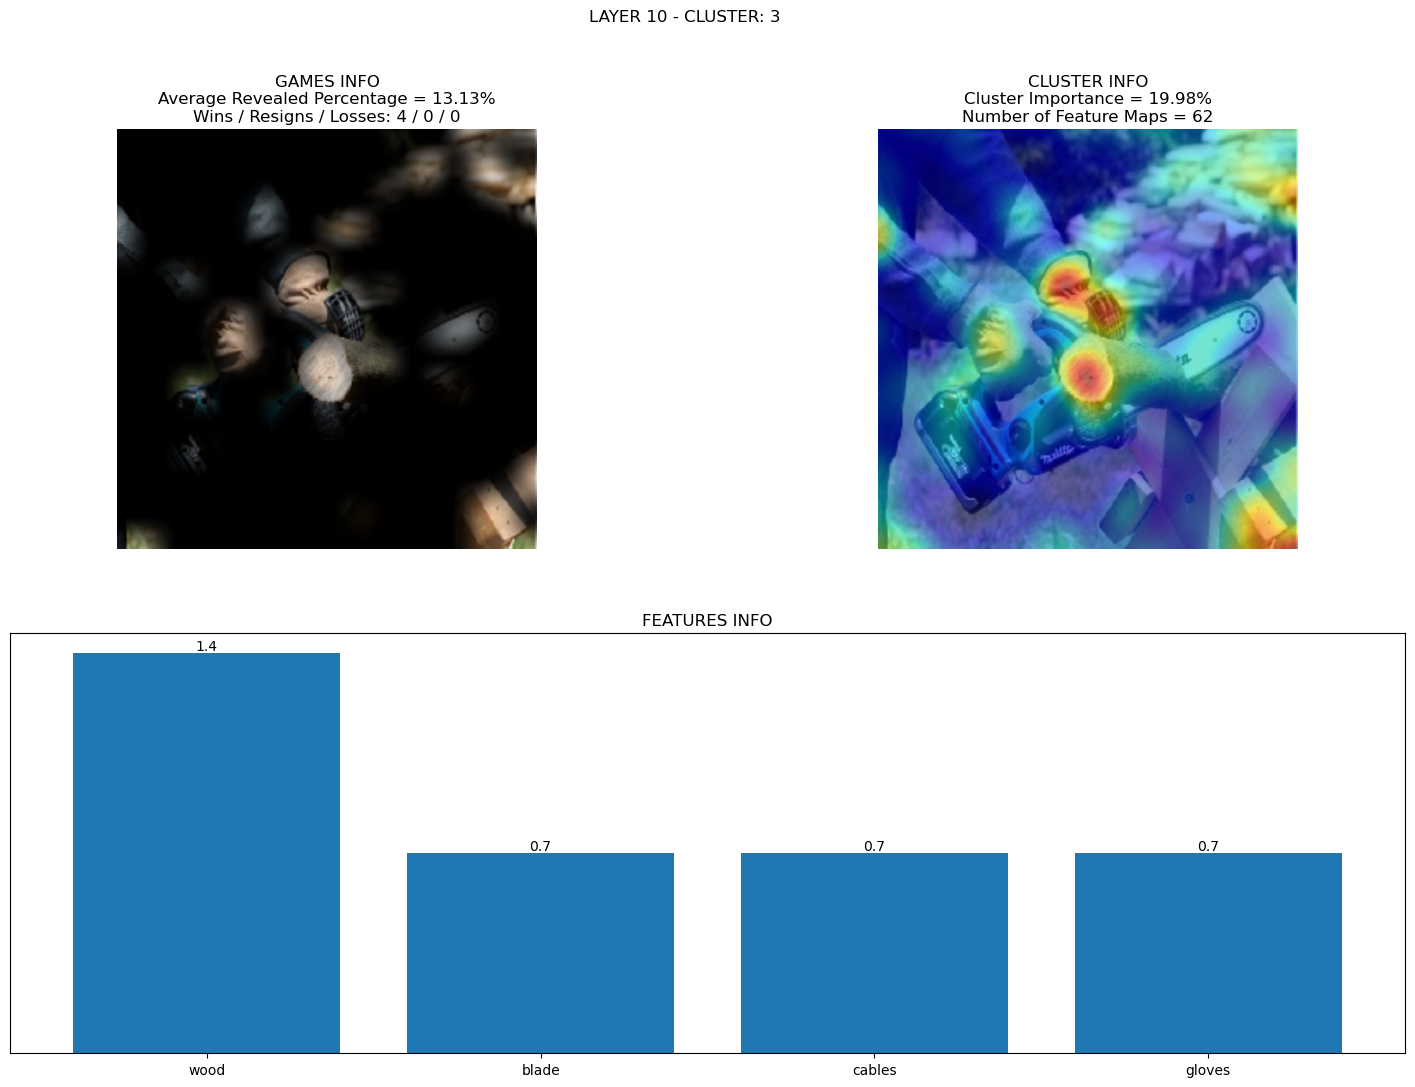 LAYER 10 - CLUSTER: 3
GAMES INFO
Average Revealed Percentage = 13.13%
Wins / Resigns / Losses: 4 / 0 / 0
CLUSTER INFO
Cluster Importance = 19.98%
Number of Feature Maps = 62
FEATURES INFO
1.4
0.7
0.7
0.7
wood
blade
cables
gloves